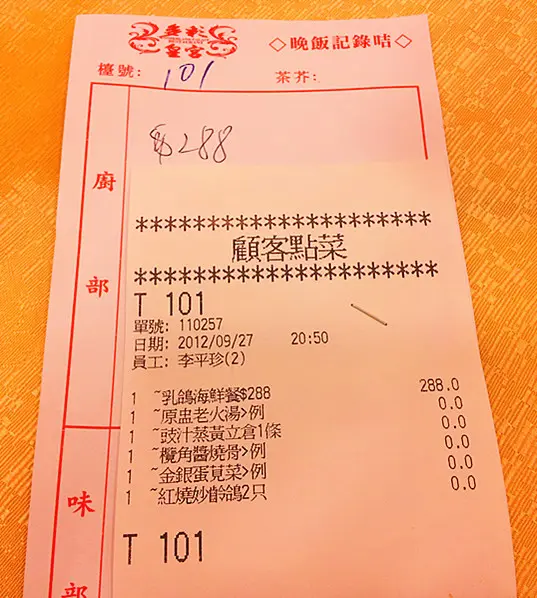 皇宮
◇晚飯記錄咭◇
檯號: 101
茶芥:
$288
廚部
********************
顧客點菜
********************
T 101
單號: 110257
日期: 2012/09/27 20:50
員工: 李平珍(2)
1 ~乳鴿海鮮餐$288 288.0
1 ~原盅老火湯>例 0.0
1 ~豉汁蒸黃立倉1條 0.0
1 ~欖角醬燒骨>例 0.0
1 ~金銀蛋莧菜>例 0.0
1 ~紅燒妙齡鴿2只 0.0
T 101
味部